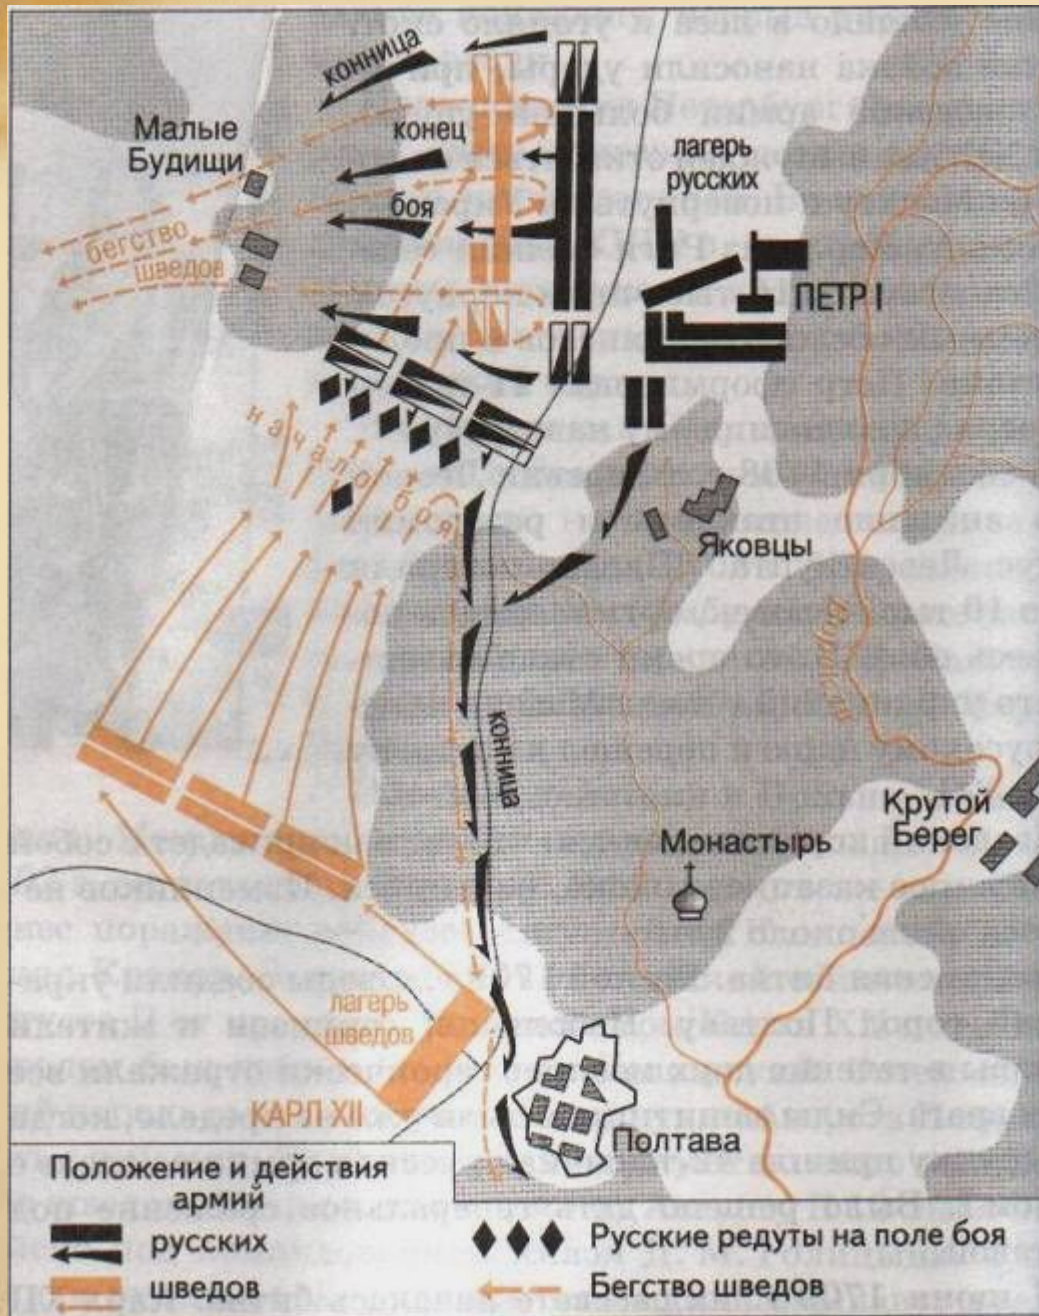 конница
Малые
Будищи
конец
боя
лагерь
русских
бегство
шведов
ПЕТР I
начало боя
Яковцы
конница
Крутой
Берег
Монастырь
лагерь
шведов
КАРЛ XII
Полтава
Положение и действия
армий
русских
шведов
Русские редуты на поле боя
Бегство шведов